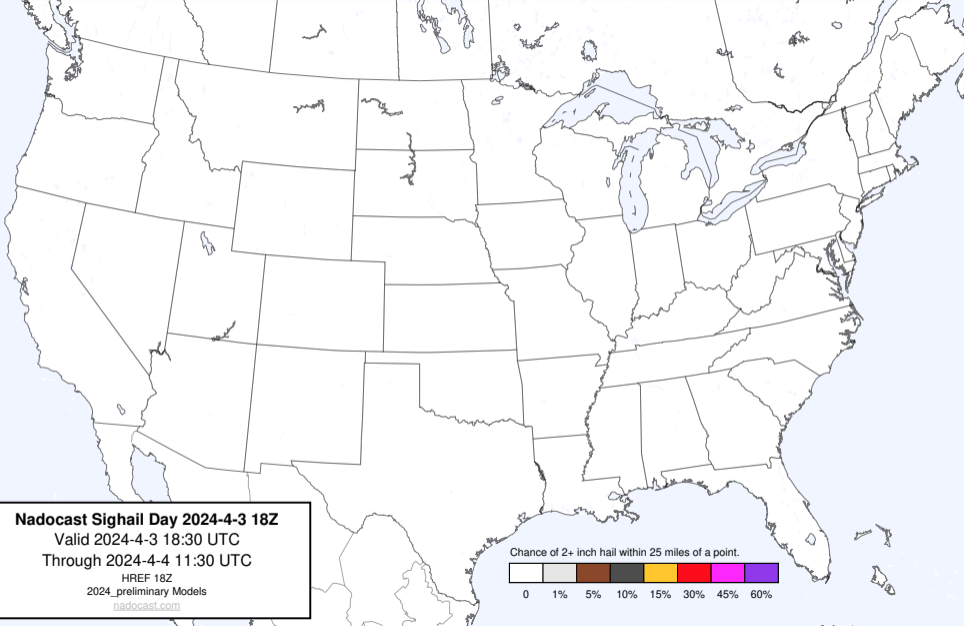 Nadocast Sighail Day 2024-4-3 18Z
Valid 2024-4-3 18:30 UTC
Through 2024-4-4 11:30 UTC
HREF 18Z
2024_preliminary Models
nadocast.com
Chance of 2+ inch hail within 25 miles of a point.
0 1% 5% 10% 15% 30% 45% 60%